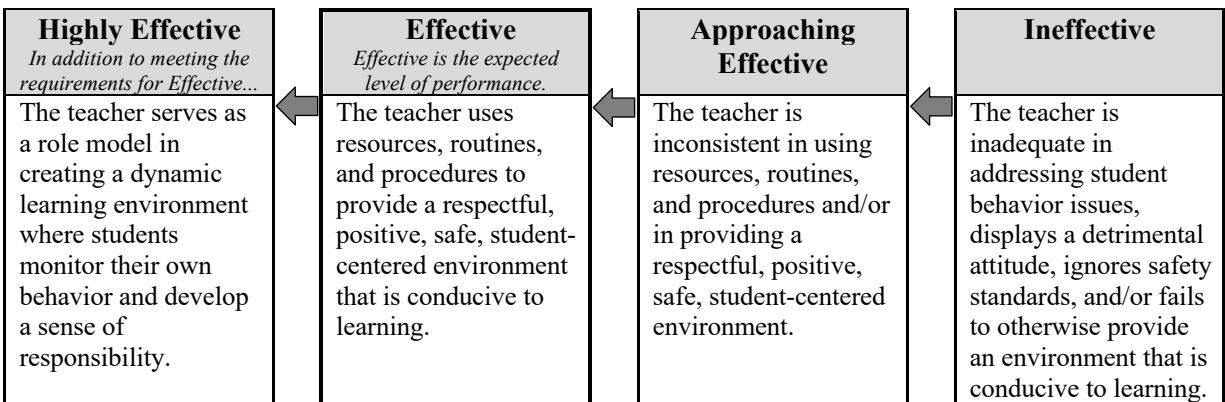 Highly Effective
In addition to meeting the
requirements for Effective...
The teacher serves as
a role model in
creating a dynamic
learning environment
where students
monitor their own
behavior and develop
a sense of
responsibility.
Effective
Effective is the expected
level of performance.
The teacher uses
resources, routines,
and procedures to
provide a respectful,
positive, safe, student-
centered environment
that is conducive to
learning.
Approaching
Effective
The teacher is
inconsistent in using
resources, routines,
and procedures and/or
in providing a
respectful, positive,
safe, student-centered
environment.
Ineffective
The teacher is
inadequate in
addressing student
behavior issues,
displays a detrimental
attitude, ignores safety
standards, and/or fails
to otherwise provide
an environment that is
conducive to learning.